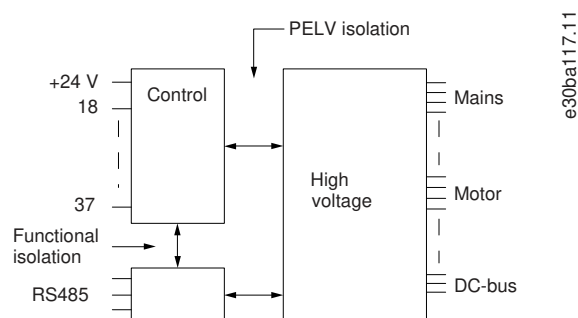 PELV isolation
+24 V
Control
18
Mains
High
voltage
Motor
37
Functional
isolation
DC-bus
RS485
e30ba117.11